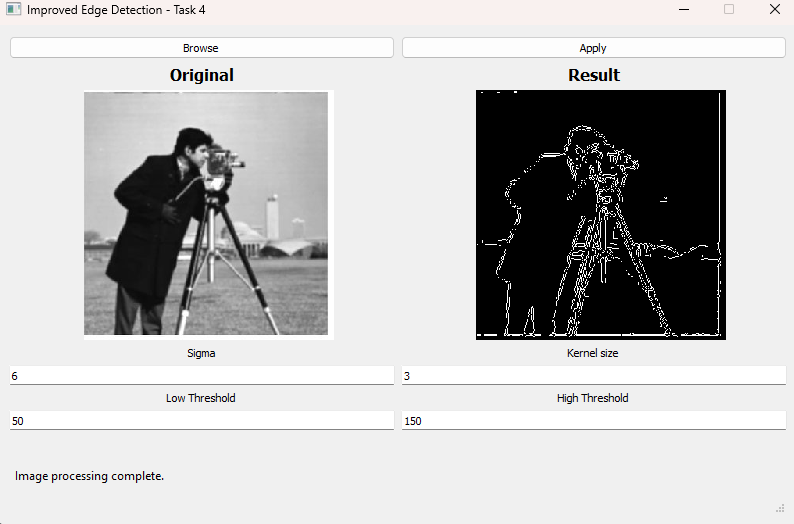 Improved Edge Detection - Task 4
Browse
Apply
Original
Result
Sigma
Kernel size
6
3
Low Threshold
High Threshold
50
150
Image processing complete.